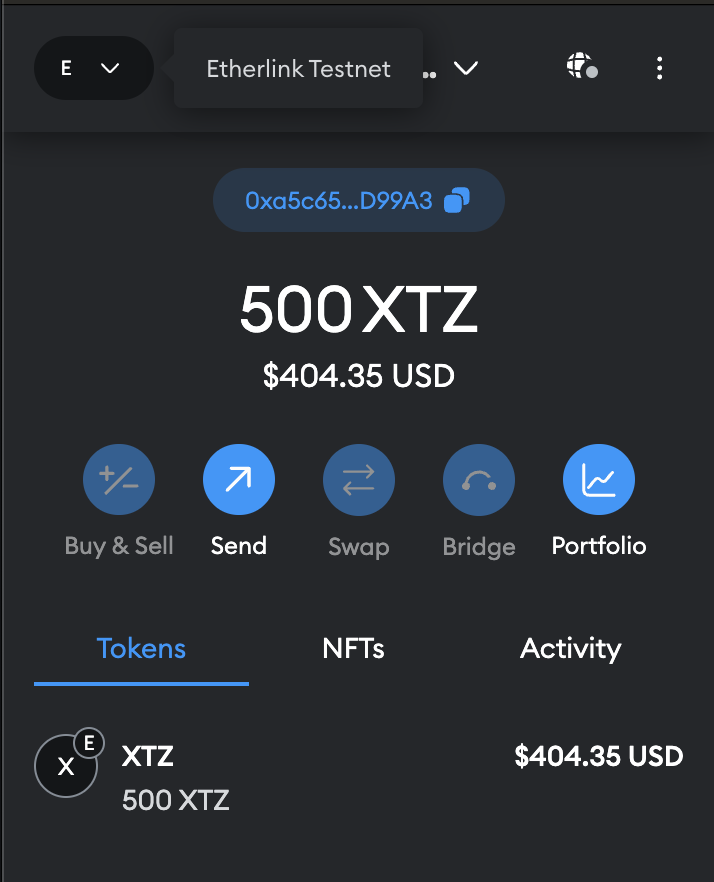 E
Etherlink Testnet
..
0xa5c65...D99A3
500 XTZ
$404.35 USD
Buy & Sell
Send
Swap
Bridge
Portfolio
Tokens
NFTs
Activity
X
E
XTZ
$404.35 USD
500 XTZ